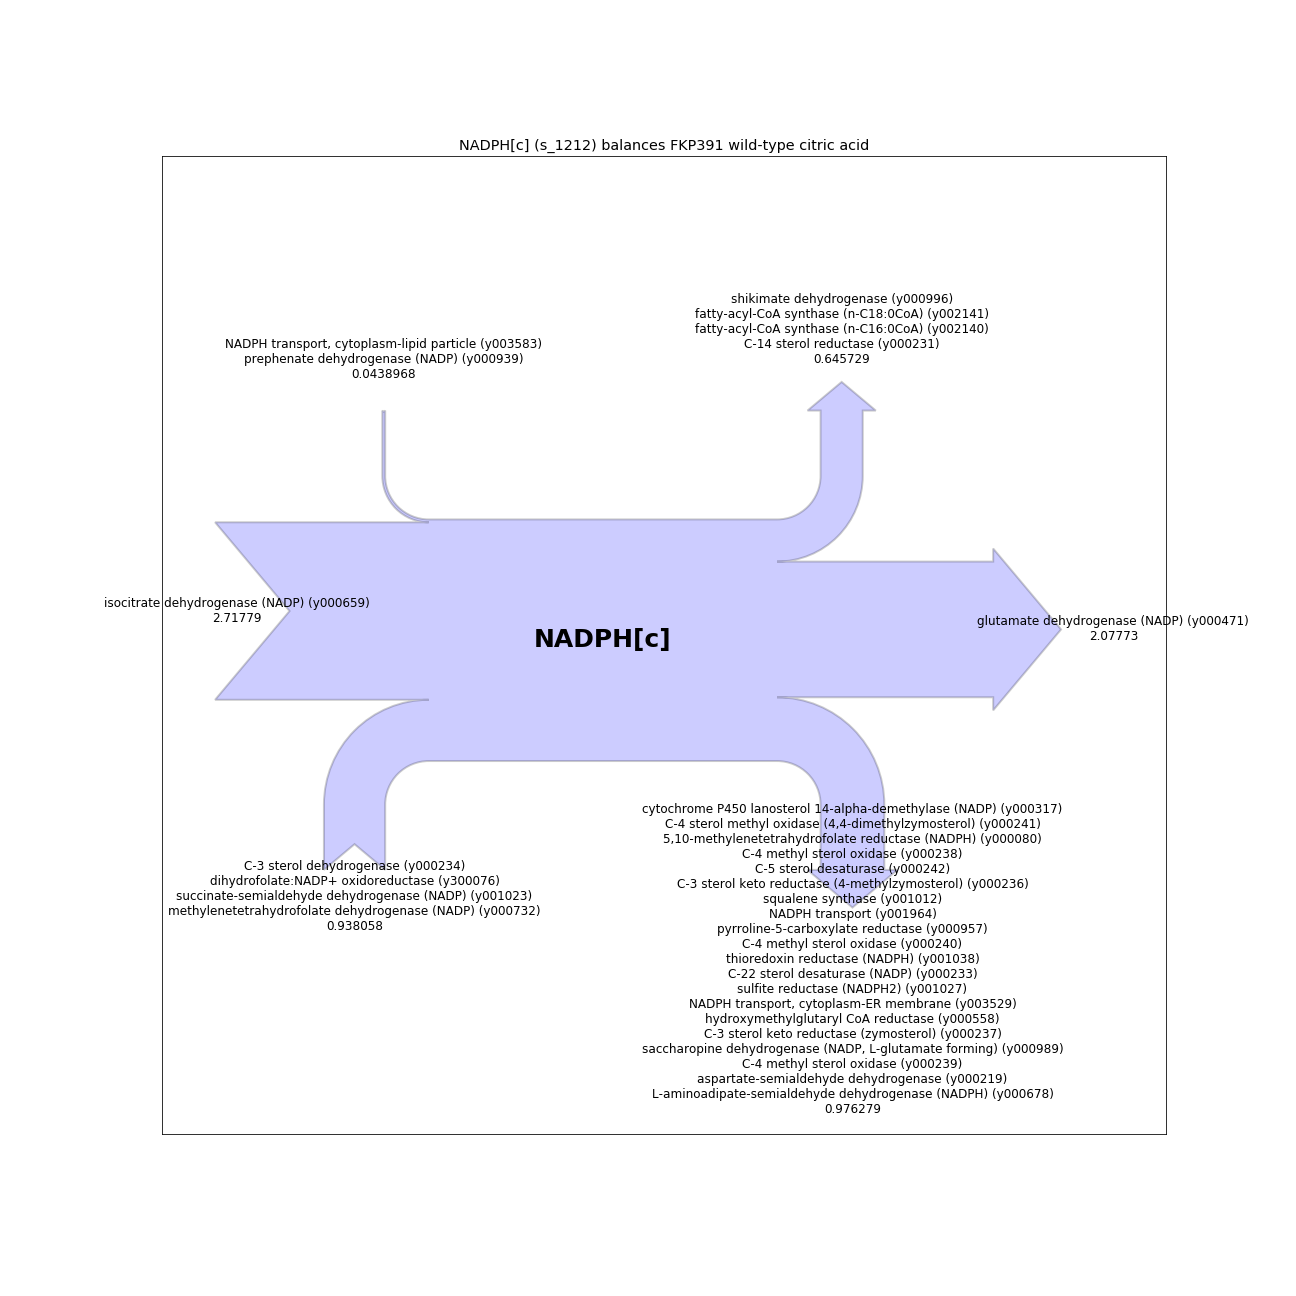 NADPH[c] (s_1212) balances FKP391 wild-type citric acid
shikimate dehydrogenase (y000996)
fatty-acyl-CoA synthase (n-C18:0CoA) (y002141)
fatty-acyl-CoA synthase (n-C16:0CoA) (y002140)
C-14 sterol reductase (y000231)
0.645729
NADPH transport, cytoplasm-lipid particle (y003583)
prephenate dehydrogenase (NADP) (y000939)
0.0438968
isocitrate dehydrogenase (NADP) (y000659)
2.71779
NADPH[c]
glutamate dehydrogenase (NADP) (y000471)
2.07773
C-3 sterol dehydrogenase (y000234)
dihydrofolate:NADP+ oxidoreductase (y300076)
succinate-semialdehyde dehydrogenase (NADP) (y001023)
methylenetetrahydrofolate dehydrogenase (NADP) (y000732)
0.938058
cytochrome P450 lanosterol 14-alpha-demethylase (NADP) (y000317)
C-4 sterol methyl oxidase (4,4-dimethylzymosterol) (y000241)
5,10-methylenetetrahydrofolate reductase (NADPH) (y000080)
C-4 methyl sterol oxidase (y000238)
C-5 sterol desaturase (y000242)
C-3 sterol keto reductase (4-methylzymosterol) (y000236)
squalene synthase (y001012)
NADPH transport (y001964)
pyrroline-5-carboxylate reductase (y000957)
C-4 methyl sterol oxidase (y000240)
thioredoxin reductase (NADPH) (y001038)
C-22 sterol desaturase (NADP) (y000233)
sulfite reductase (NADPH2) (y001027)
NADPH transport, cytoplasm-ER membrane (y003529)
hydroxymethylglutaryl CoA reductase (y000558)
C-3 sterol keto reductase (zymosterol) (y000237)
saccharopine dehydrogenase (NADP, L-glutamate forming) (y000989)
C-4 methyl sterol oxidase (y000239)
aspartate-semialdehyde dehydrogenase (y000219)
L-aminoadipate-semialdehyde dehydrogenase (NADPH) (y000678)
0.976279